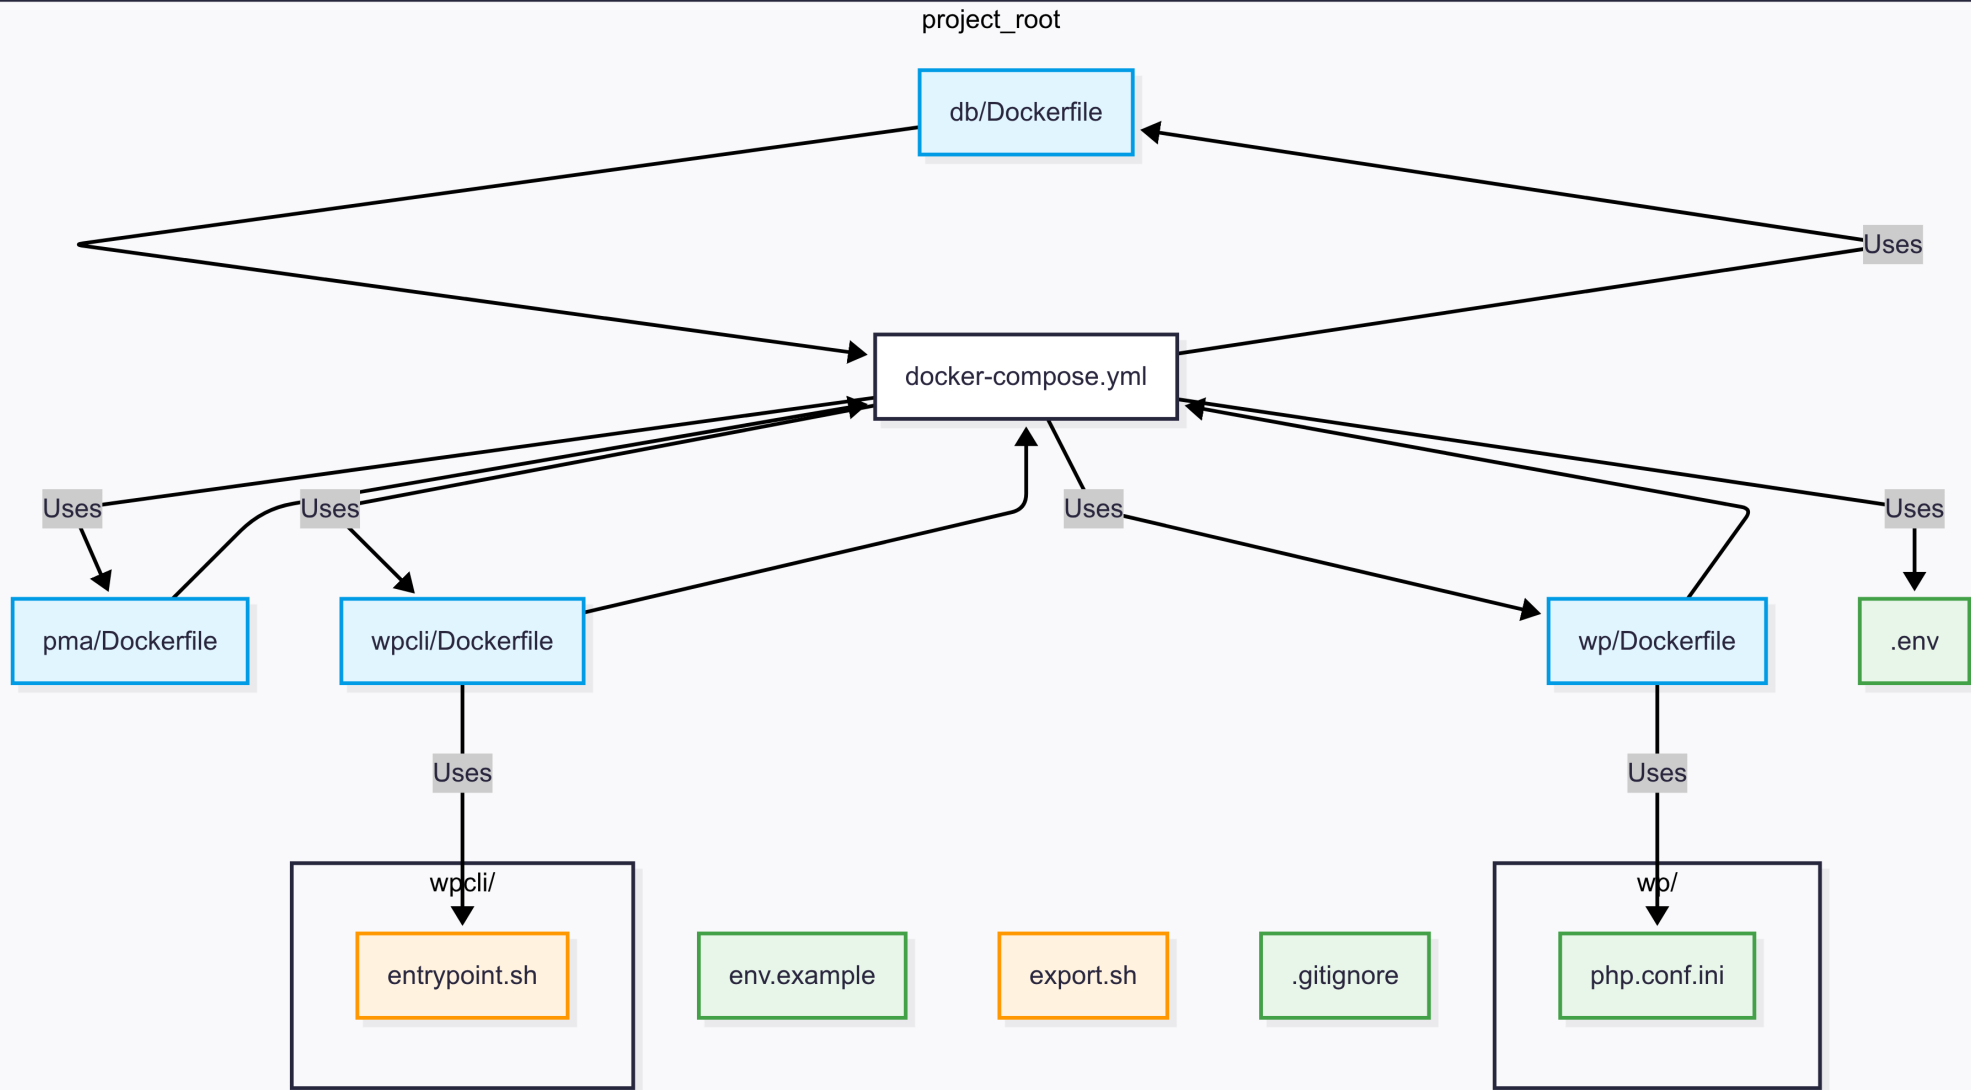 project_root
db/Dockerfile
Uses
docker-compose.yml
Uses
Uses
Uses
Uses
pma/Dockerfile
wpcli/Dockerfile
wp/Dockerfile
.env
Uses
Uses
wpcli/
wp/
entrypoint.sh
env.example
export.sh
.gitignore
php.conf.ini